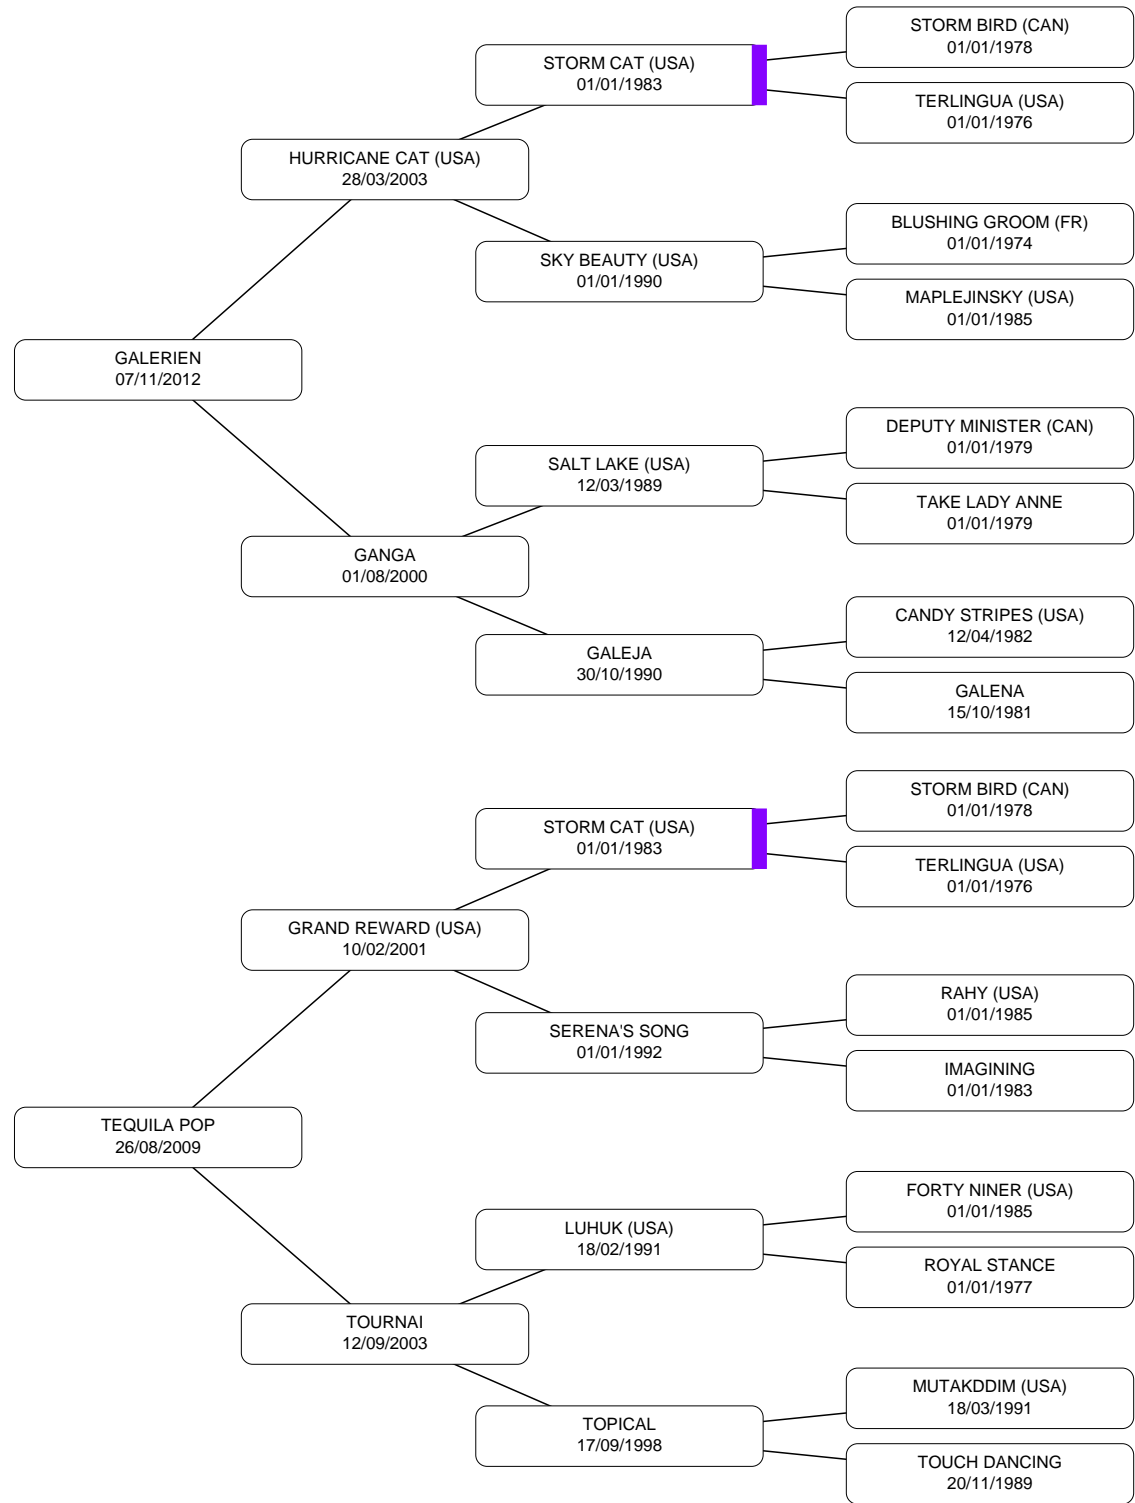 STORM BIRD (CAN)
01/01/1978
STORM CAT (USA)
01/01/1983
TERLINGUA (USA)
01/01/1976
HURRICANE CAT (USA)
28/03/2003
BLUSHING GROOM (FR)
01/01/1974
SKY BEAUTY (USA)
01/01/1990
MAPLEJINSKY (USA)
01/01/1985
GALERIEN
07/11/2012
DEPUTY MINISTER (CAN)
01/01/1979
SALT LAKE (USA)
12/03/1989
TAKE LADY ANNE
01/01/1979
GANGA
01/08/2000
CANDY STRIPES (USA)
12/04/1982
GALEJA
30/10/1990
GALENA
15/10/1981
STORM BIRD (CAN)
01/01/1978
STORM CAT (USA)
01/01/1983
TERLINGUA (USA)
01/01/1976
GRAND REWARD (USA)
10/02/2001
RAHY (USA)
01/01/1985
SERENA'S SONG
01/01/1992
IMAGINING
01/01/1983
TEQUILA POP
26/08/2009
FORTY NINER (USA)
01/01/1985
LUHUK (USA)
18/02/1991
ROYAL STANCE
01/01/1977
TOURNAI
12/09/2003
MUTAKDDIM (USA)
18/03/1991
TOPICAL
17/09/1998
TOUCH DANCING
20/11/1989